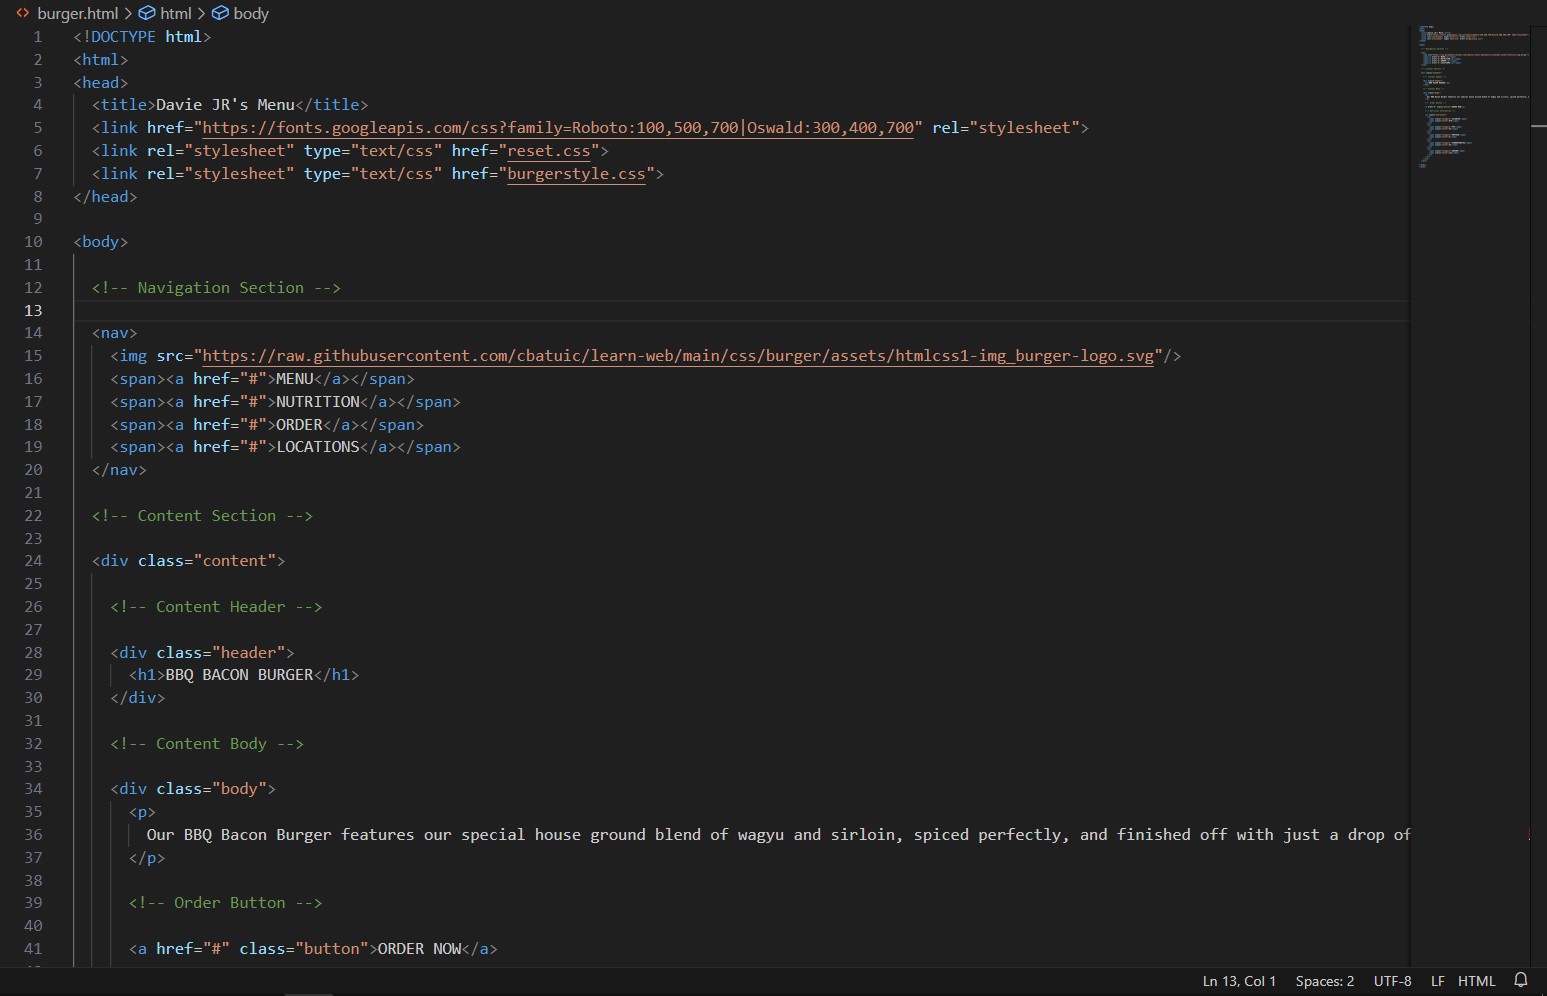 burger.html > html > body
1 <!DOCTYPE html>
2 <html>
3 <head>
4   <title>Davie JR's Menu</title>
5   <link href="https://fonts.googleapis.com/css?family=Roboto:100,500,700|Oswald:300,400,700" rel="stylesheet">
6   <link rel="stylesheet" type="text/css" href="reset.css">
7   <link rel="stylesheet" type="text/css" href="burgerstyle.css">
8 </head>
9
10 <body>
11
12   <!-- Navigation Section -->
13
14   <nav>
15     <img src="https://raw.githubusercontent.com/cbatuic/learn-web/main/css/burger/assets/htmlcss1-img_burger-logo.svg"/>
16     <span><a href="#">MENU</a></span>
17     <span><a href="#">NUTRITION</a></span>
18     <span><a href="#">ORDER</a></span>
19     <span><a href="#">LOCATIONS</a></span>
20   </nav>
21
22   <!-- Content Section -->
23
24   <div class="content">
25
26     <!-- Content Header -->
27
28     <div class="header">
29       <h1>BBQ BACON BURGER</h1>
30     </div>
31
32     <!-- Content Body -->
33
34     <div class="body">
35       <p>
36         Our BBQ Bacon Burger features our special house ground blend of wagyu and sirloin, spiced perfectly, and finished off with just a drop of
37       </p>
38
39       <!-- Order Button -->
40
41       <a href="#" class="button">ORDER NOW</a>
Ln 13, Col 1 Spaces: 2 UTF-8 LF HTML